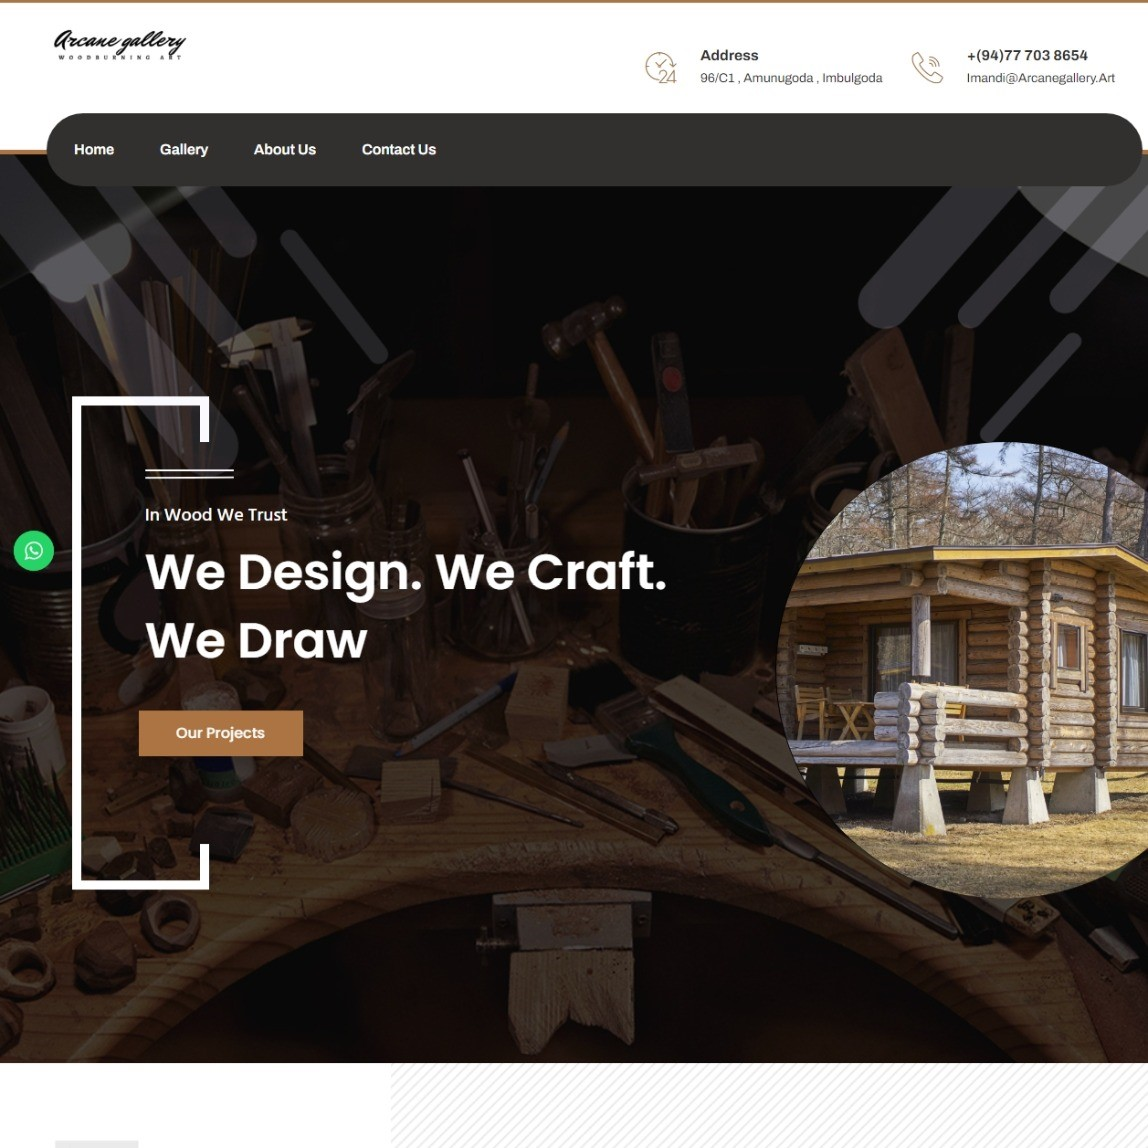 Arcane gallery
WOODBURNING ART
Address
96/C1 , Amunugoda , Imbulgoda
+(94)77 703 8654
Imandi@Arcanegallery.Art
24
Home
Gallery
About Us
Contact Us
In Wood We Trust
We Design. We Craft.
We Draw
Our Projects